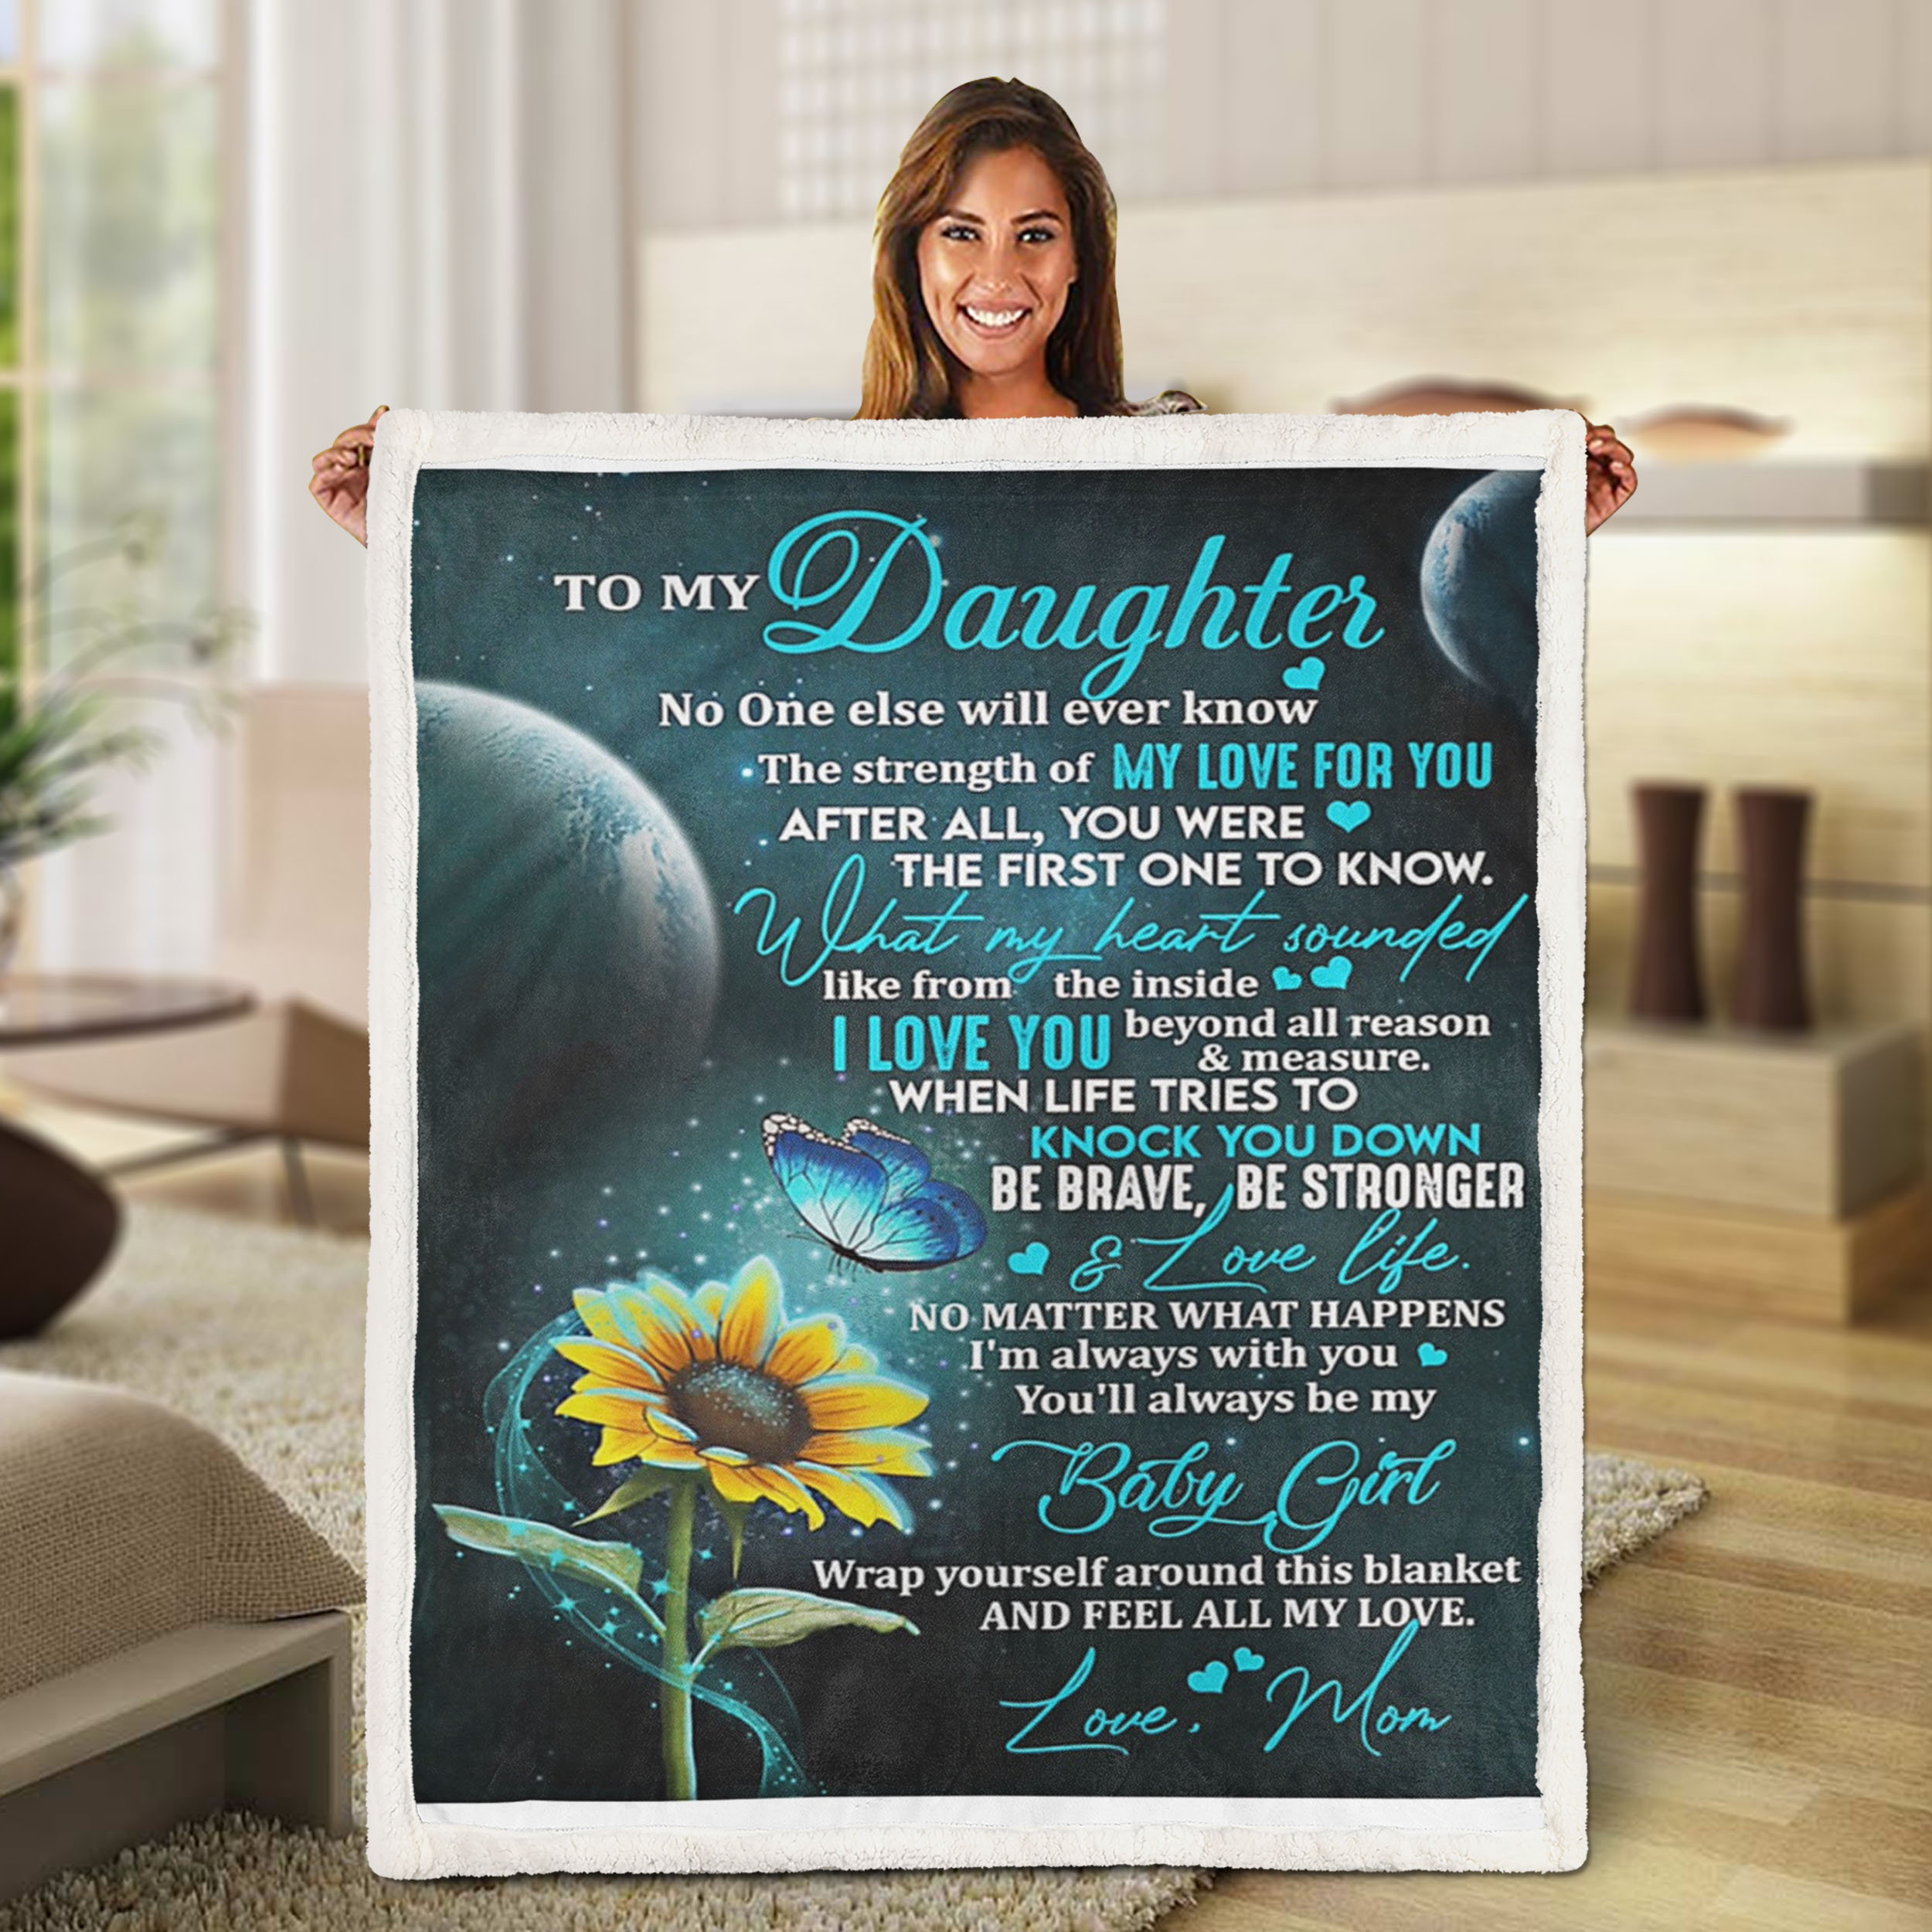 TO MY Daughter
No One else will ever know
The strength of MY LOVE FOR YOU
AFTER ALL, YOU WERE
THE FIRST ONE TO KNOW.
What my heart sounded
like from the inside
I LOVE YOU beyond all reason
& measure.
WHEN LIFE TRIES TO
KNOCK YOU DOWN
BE BRAVE, BE STRONGER
& Love life.
NO MATTER WHAT HAPPENS
I'm always with you
You'll always be my
Baby Girl
Wrap yourself around this blanket
AND FEEL ALL MY LOVE.
Love, Mom